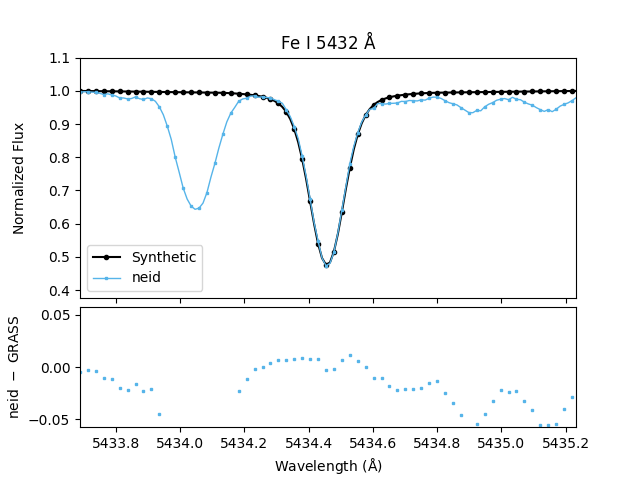 Fe I 5432 Å
1.1
1.0
0.9
0.8
0.7
0.6
0.5
0.4
Normalized Flux
Synthetic
neid
0.05
0.00
−0.05
neid − GRASS
5433.8 5434.0 5434.2 5434.4 5434.6 5434.8 5435.0 5435.2
Wavelength (Å)